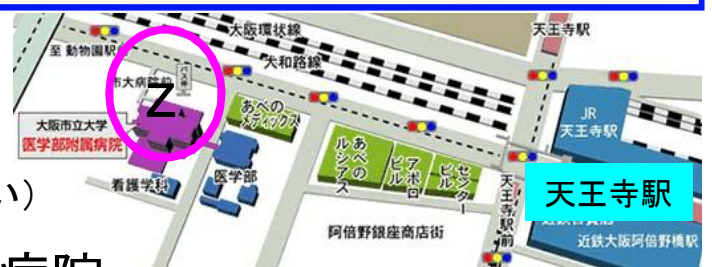 大阪環状線
天王寺駅
至 動物園駅
大和路線
バス停
市大病院前
Z
あべの
メディックス
JR
天王寺駅
大阪市立大学
医学部附属病院
あべの
ルシアス
アポロ
ビル
センター
ビル
看護学科
医学部
い）
天王寺駅前
天王寺駅
阿倍野銀座商店街
近鉄大阪阿倍野橋駅